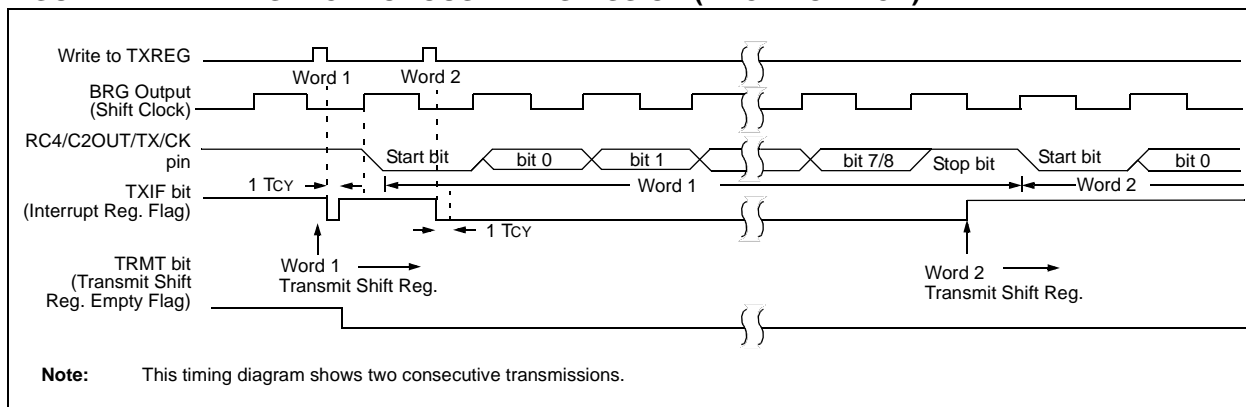 Write to TXREG
Word 1 Word 2
BRG Output
(Shift Clock)
RC4/C2OUT/TX/CK
pin
Start bit bit 0 bit 1 bit 7/8 Stop bit Start bit bit 0
1 TCY Word 1 Word 2
TXIF bit
(Interrupt Reg. Flag)
1 TCY
TRMT bit
(Transmit Shift
Reg. Empty Flag)
Word 1
Transmit Shift Reg.
Word 2
Transmit Shift Reg.
Note: This timing diagram shows two consecutive transmissions.